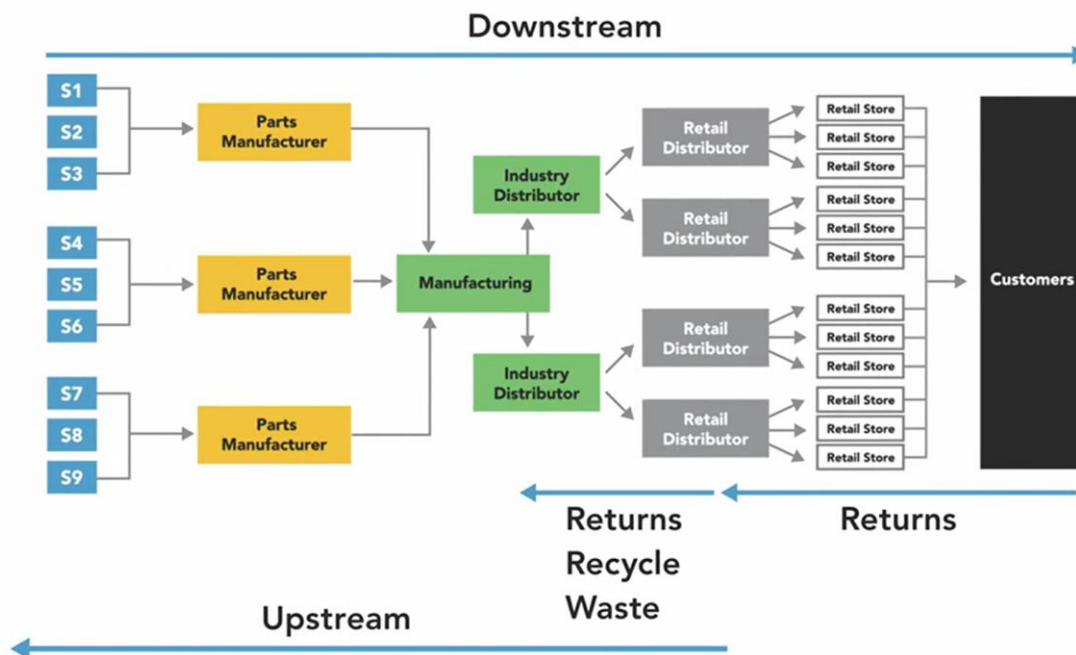 Downstream
S1
S2
S3
Parts
Manufacturer
S4
S5
S6
Parts
Manufacturer
S7
S8
S9
Parts
Manufacturer
Manufacturing
Industry
Distributor
Industry
Distributor
Retail
Distributor
Retail
Distributor
Retail
Distributor
Retail
Distributor
Retail Store
Retail Store
Retail Store
Retail Store
Retail Store
Retail Store
Retail Store
Retail Store
Retail Store
Retail Store
Retail Store
Retail Store
Customers
Returns
Recycle
Waste
Returns
Upstream